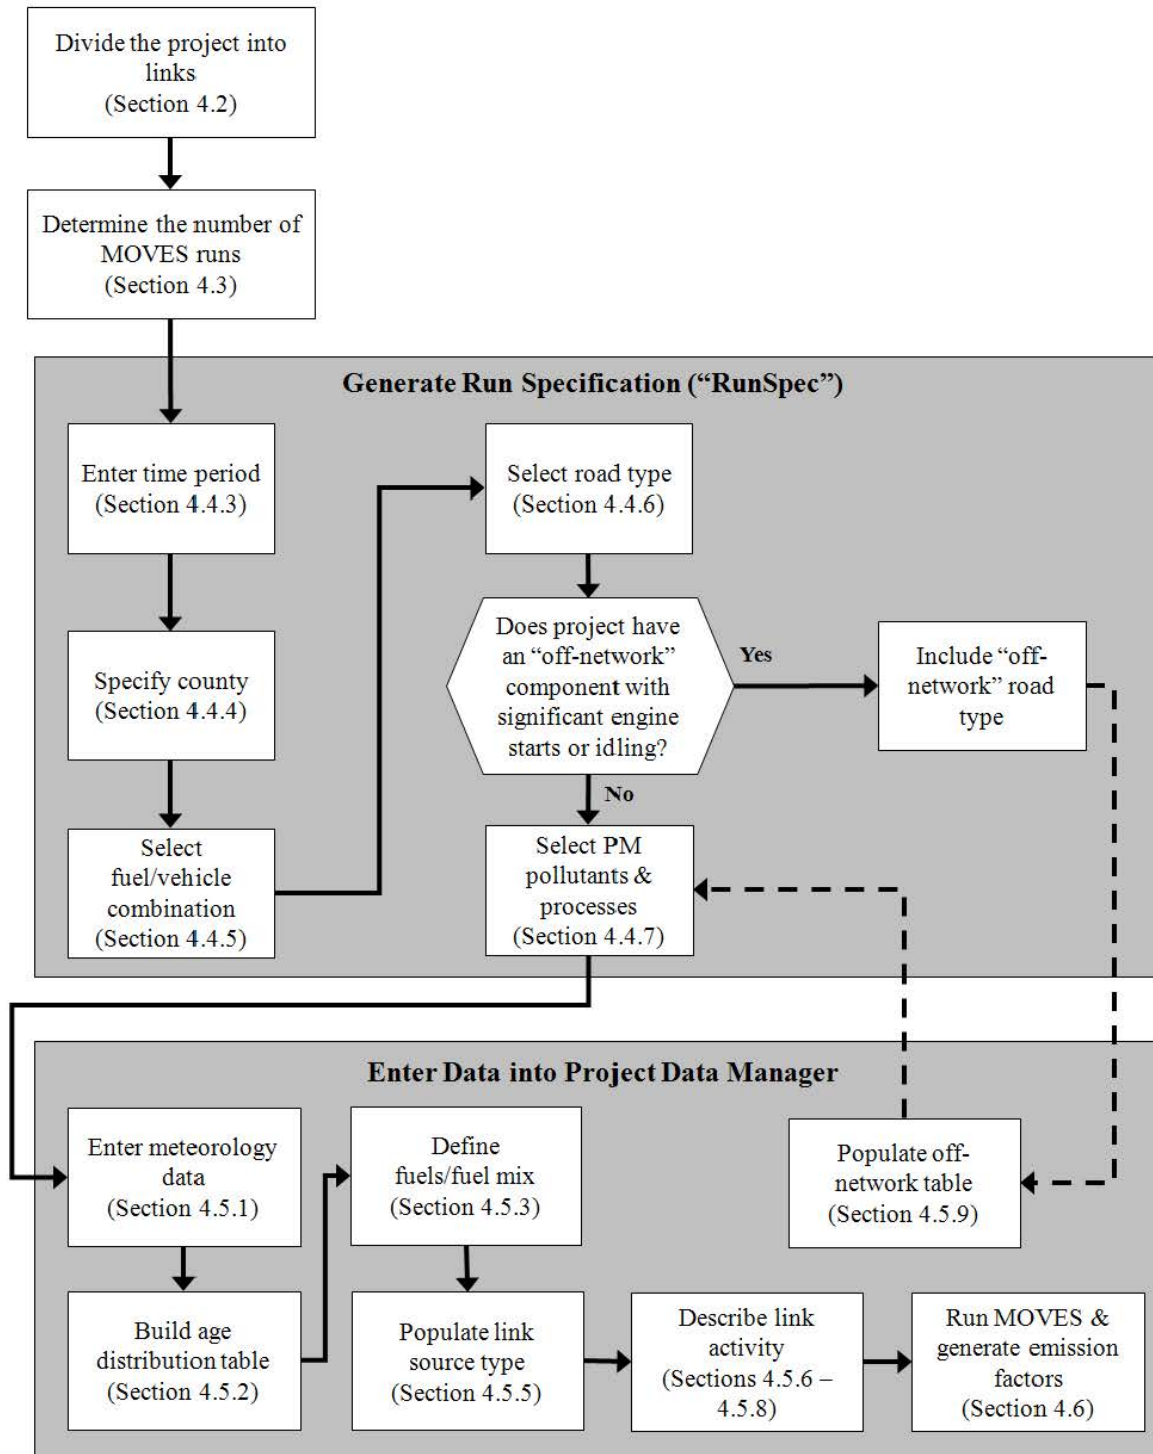 Divide the project into
links
(Section 4.2)
Determine the number of
MOVES runs
(Section 4.3)
Generate Run Specification (“RunSpec”)
Enter time period
(Section 4.4.3)
Specify county
(Section 4.4.4)
Select
fuel/vehicle
combination
(Section 4.4.5)
Select road type
(Section 4.4.6)
Does project have
an “off-network”
component with
significant engine
starts or idling?
Yes
Include “off-
network” road
type
No
Select PM
pollutants &
processes
(Section 4.4.7)
Enter Data into Project Data Manager
Enter meteorology
data
(Section 4.5.1)
Build age
distribution table
(Section 4.5.2)
Define
fuels/fuel mix
(Section 4.5.3)
Populate link
source type
(Section 4.5.5)
Describe link
activity
(Sections 4.5.6 –
4.5.8)
Populate off-
network table
(Section 4.5.9)
Run MOVES &
generate emission
factors
(Section 4.6)